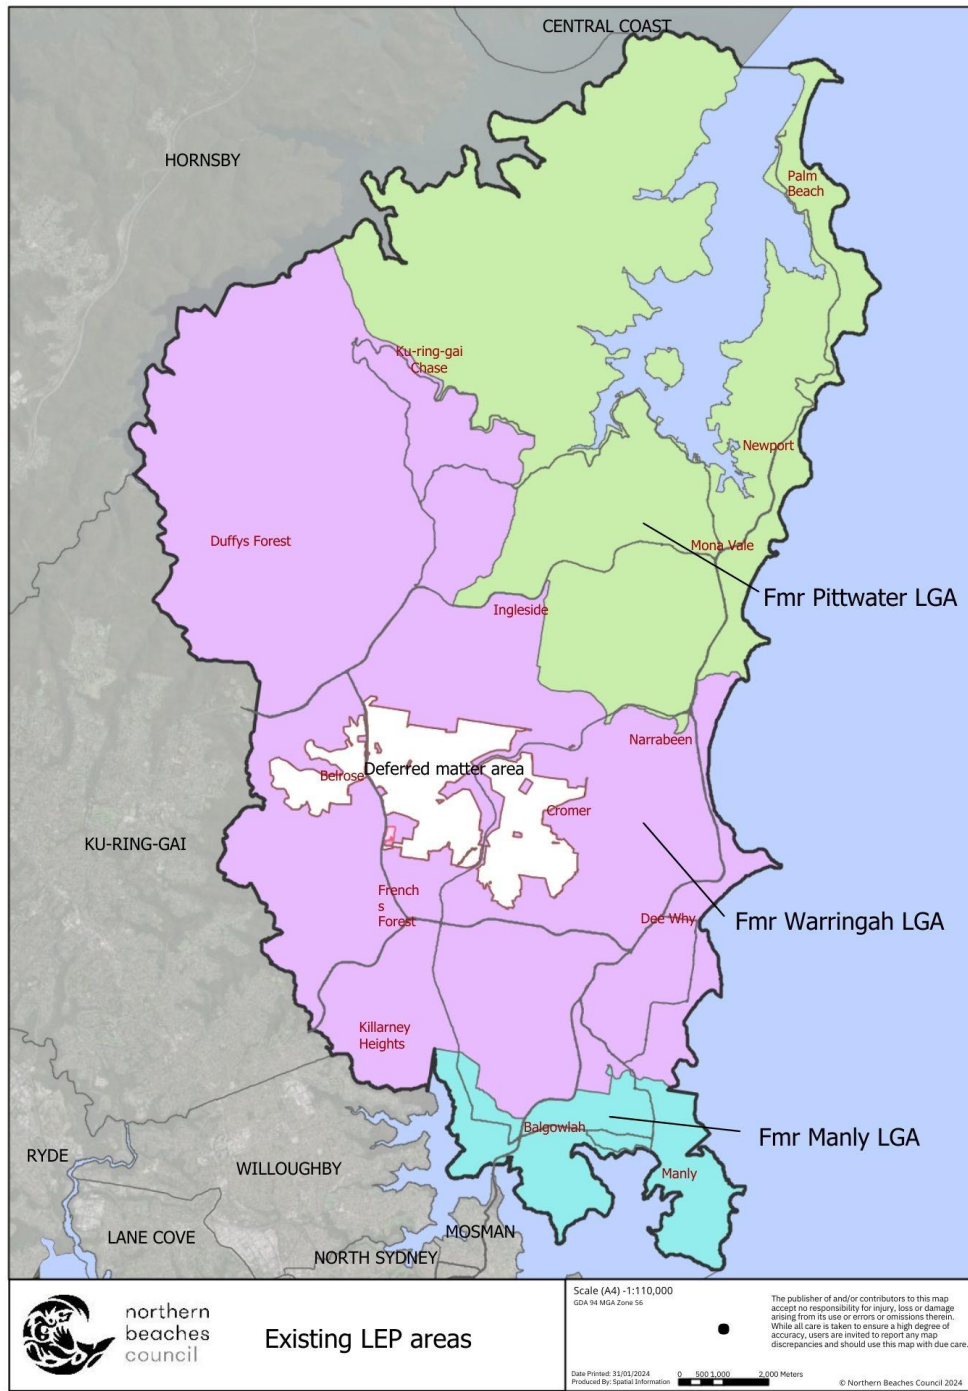 CENTRAL COAST
HORNSBY
Palm
Beach
Ku-ring-gai
Chase
Newport
Duffys Forest
Mona Vale
Fmr Pittwater LGA
Ingleside
Narrabeen
Deferred matter area
Belrose
Cromer
KU-RING-GAI
French
s
Forest
Dee Why
Fmr Warringah LGA
Killarney
Heights
Balgowlah
Fmr Manly LGA
RYDE
WILLOUGHBY
Manly
LANE COVE
MOSMAN
NORTH SYDNEY
northern
beaches
council
Existing LEP areas
Scale (A4) -1:110,000
GDA 94 MGA Zone 56
Date Printed: 31/01/2024
Produced By: Spatial Information
0 500 1,000 2,000 Meters
The publisher of and/or contributors to this map
accept no responsibility for injury, loss or damage
arising from its use or errors or omissions therein.
While all care is taken to ensure a high degree of
accuracy, users are invited to report any map
discrepancies and should use this map with due care.
© Northern Beaches Council 2024